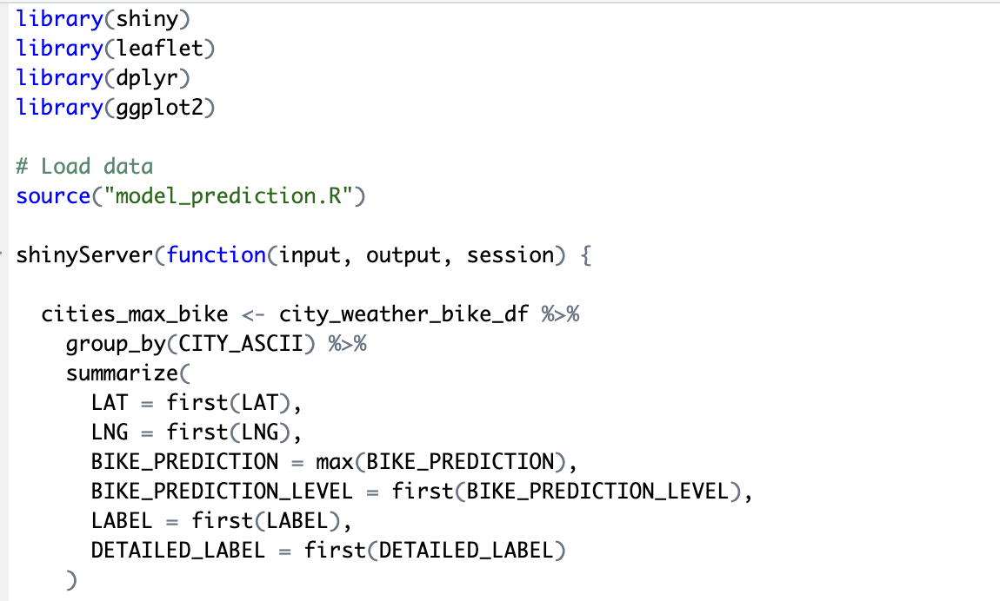 library(shiny)
library(leaflet)
library(dplyr)
library(ggplot2)

# Load data
source("model_prediction.R")

shinyServer(function(input, output, session) {

  cities_max_bike <- city_weather_bike_df %>%
    group_by(CITY_ASCII) %>%
    summarize(
      LAT = first(LAT),
      LNG = first(LNG),
      BIKE_PREDICTION = max(BIKE_PREDICTION),
      BIKE_PREDICTION_LEVEL = first(BIKE_PREDICTION_LEVEL),
      LABEL = first(LABEL),
      DETAILED_LABEL = first(DETAILED_LABEL)
    )